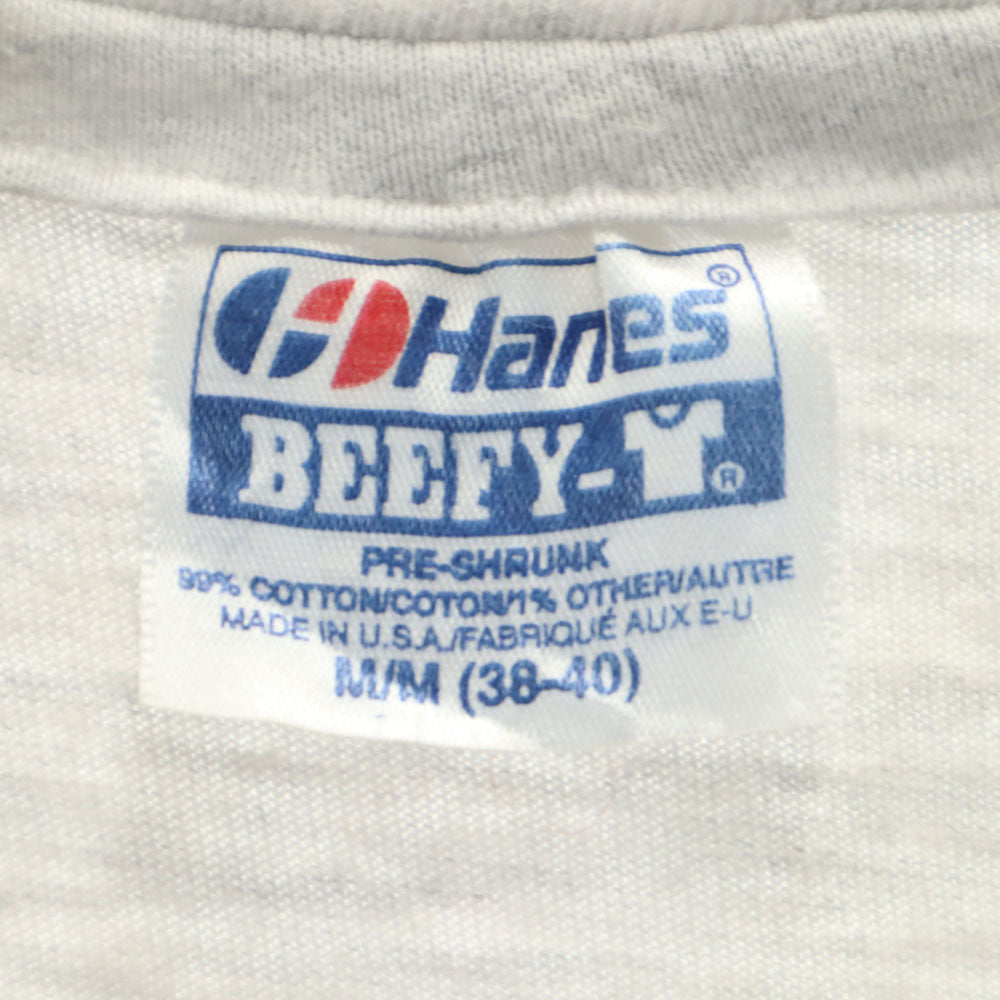 Hanes®
BEEFY-T®
PRE-SHRUNK
99% COTTON/COTON/1% OTHER/AUTRE
MADE IN U.S.A./FABRIQUÉ AUX E-U
M/M (38-40)